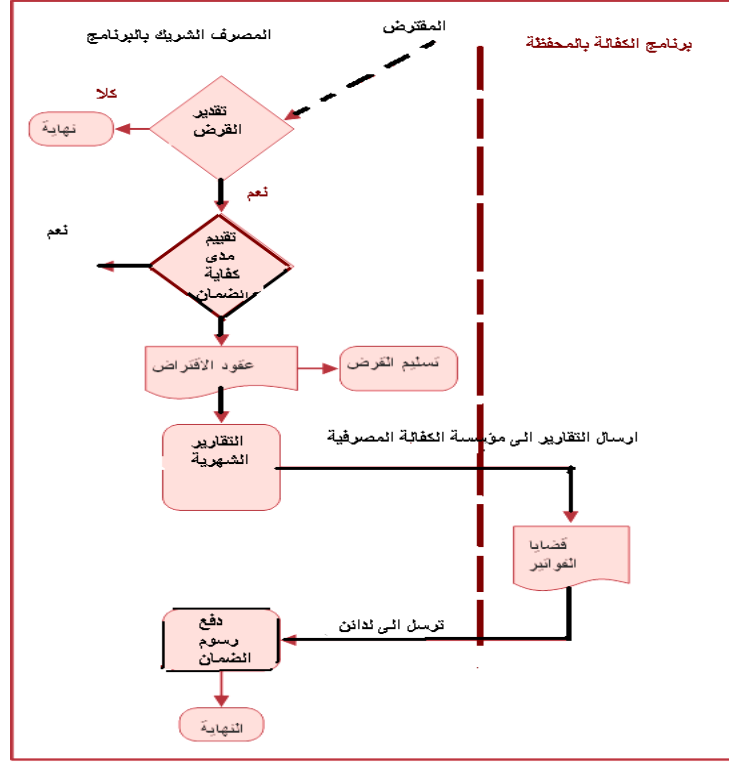 المقترض
المصرف الشريك بالبرنامج
برنامج الكفالة بالمحفظة
كلا
تقدير
القرض
نهاية
نعم
نعم
تقييم
مدى
كفاية
الضمان
عقود الاقتراض
تسليم القرض
التقارير
الشهرية
ارسال التقارير الى مؤسسة الكفالة المصرفية
قضايا
الفواتير
ترسل الى لدائن
دفع
رسوم
الضمان
النهاية